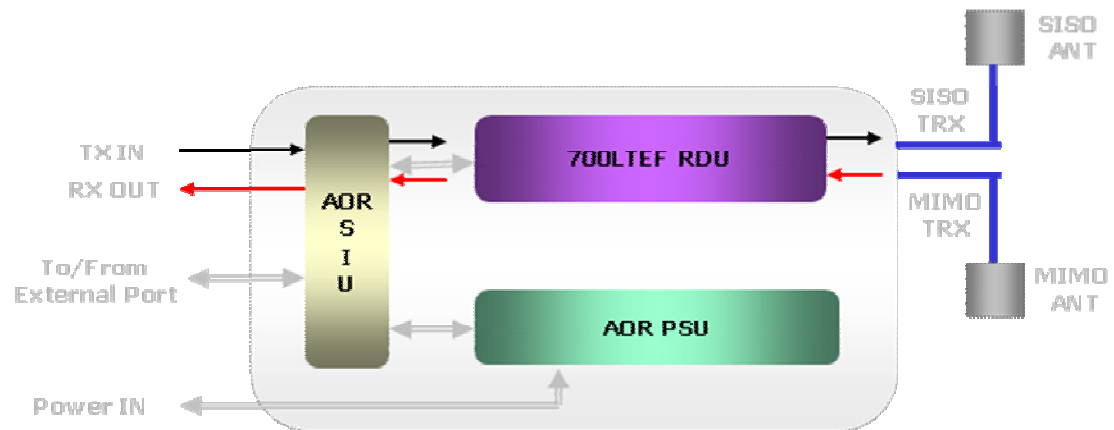 SISO
ANT
SISO
TRX
TX IN
700LTEF RDU
RX OUT
AOR
S
I
U
MIMO
TRX
To/From
External Port
MIMO
ANT
AOR PSU
Power IN